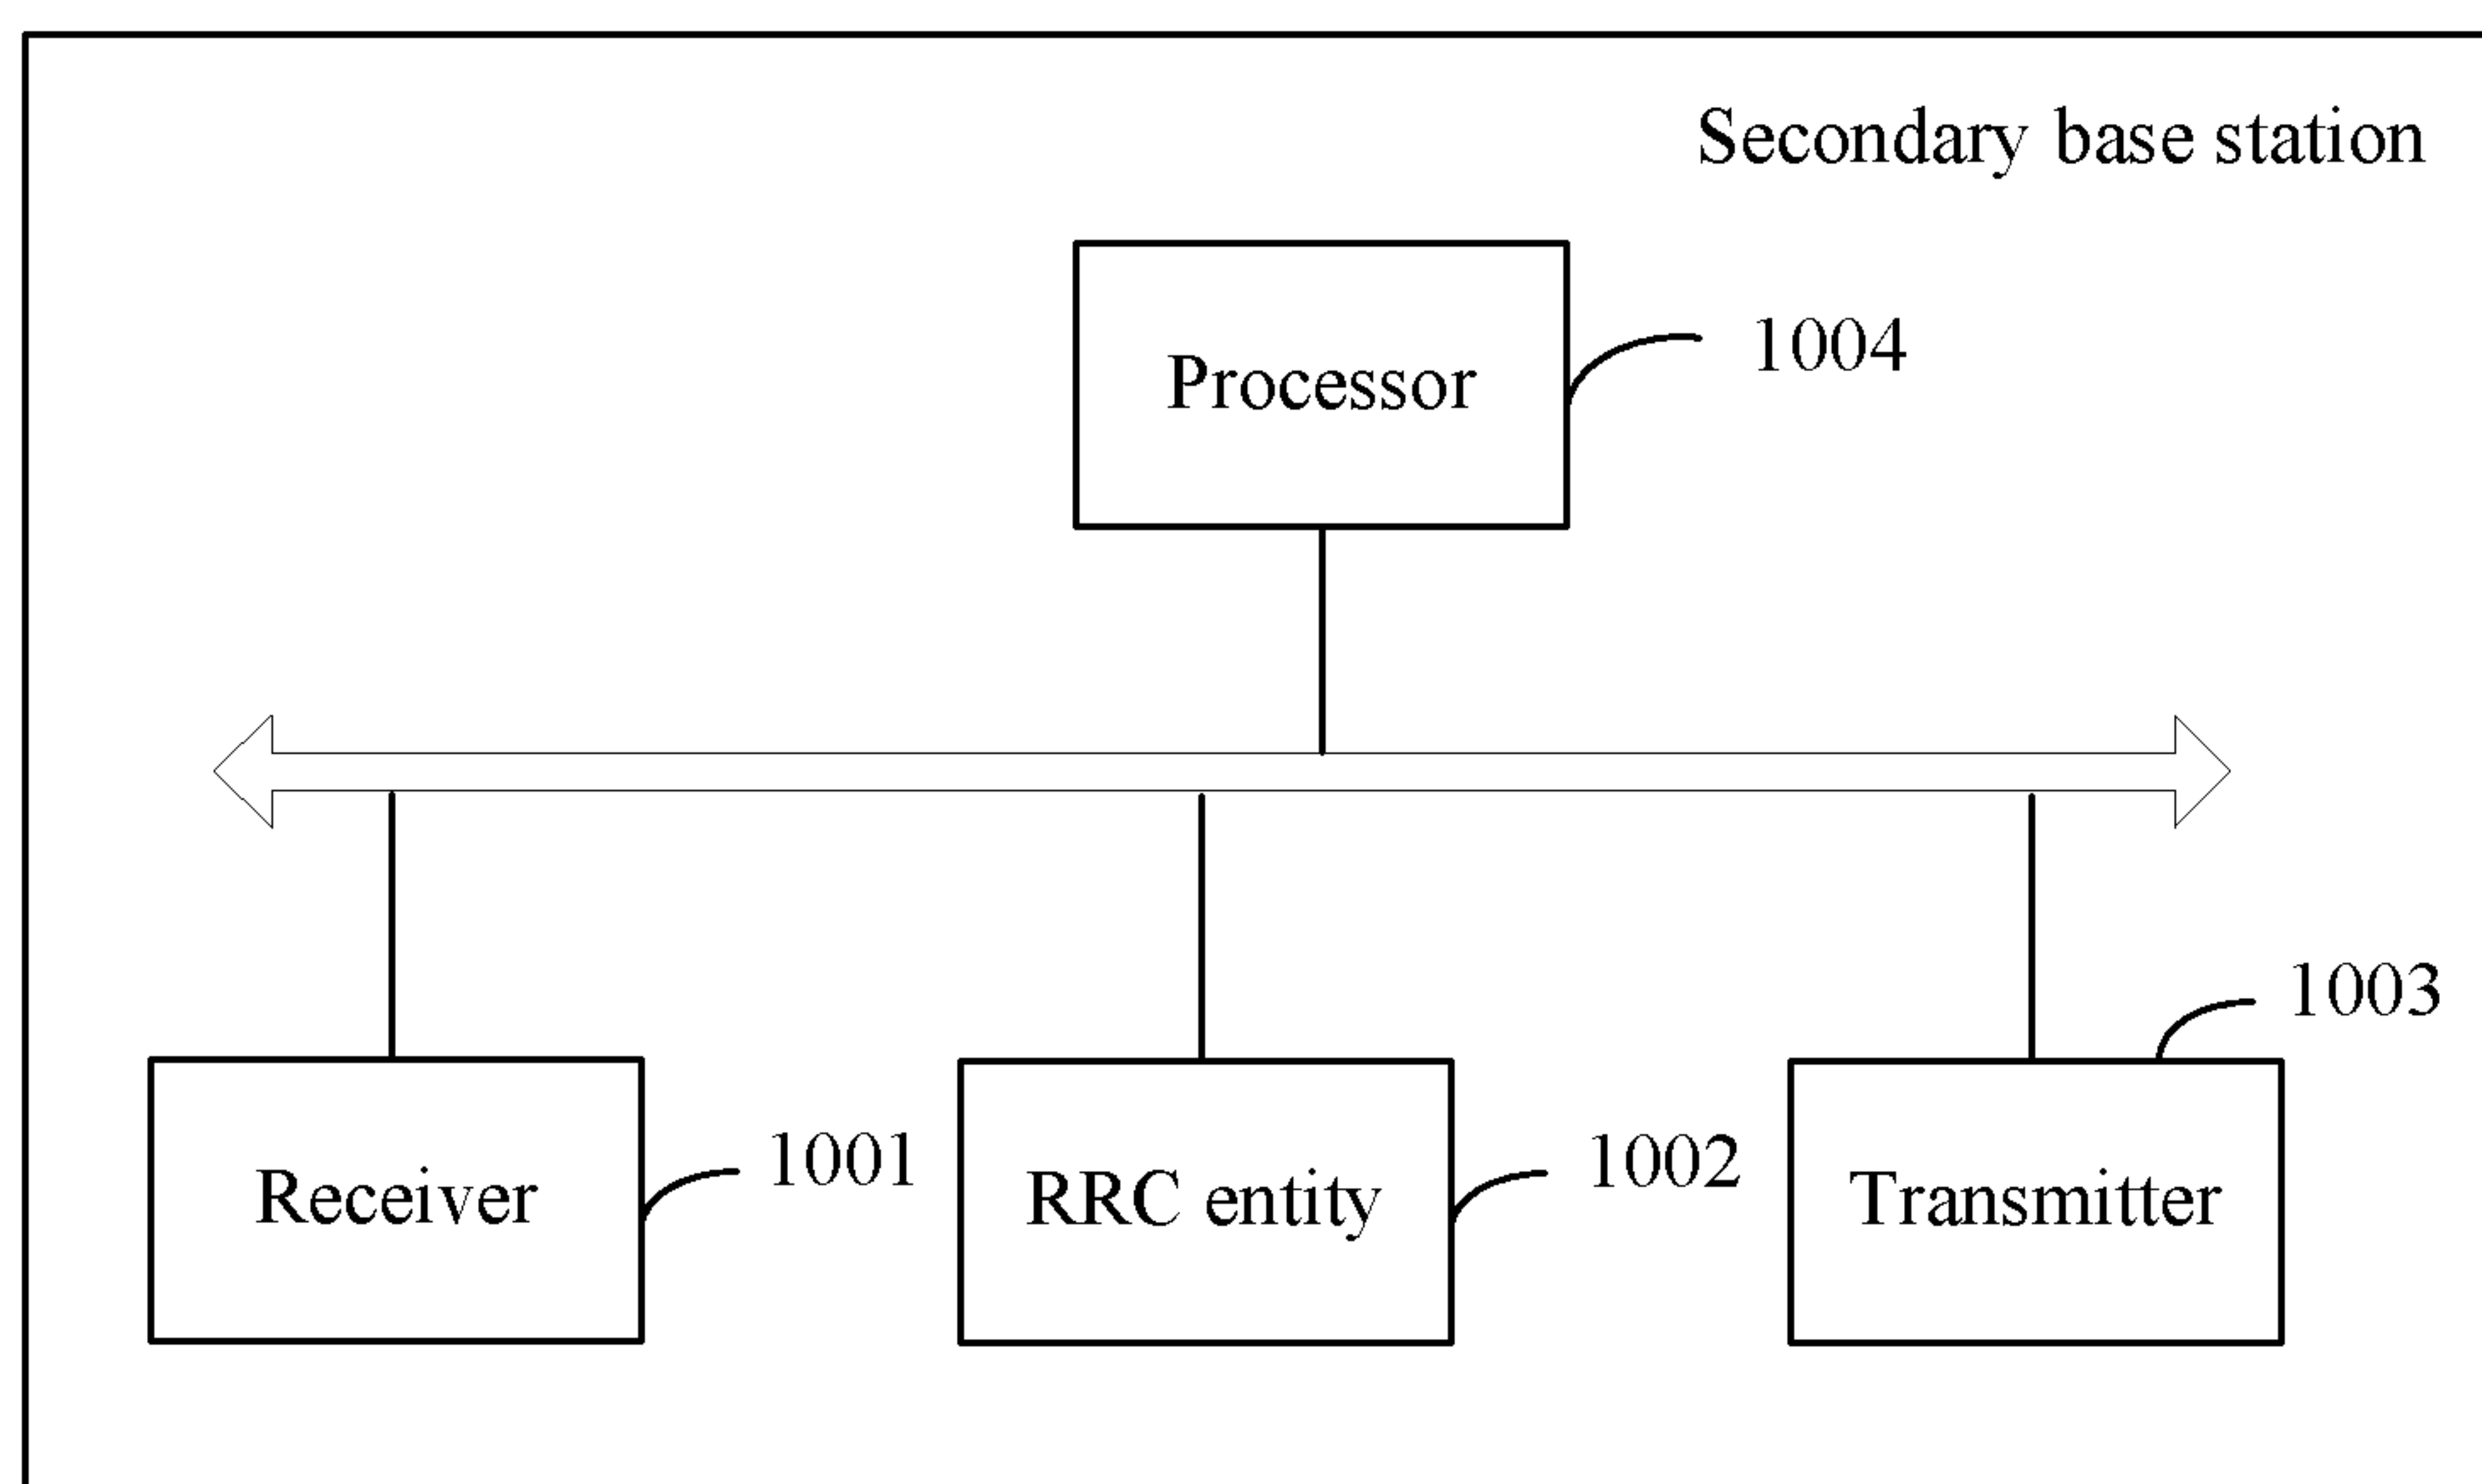 Secondary base station
Processor
1004
1003
Receiver
1001
RRC entity
1002
Transmitter